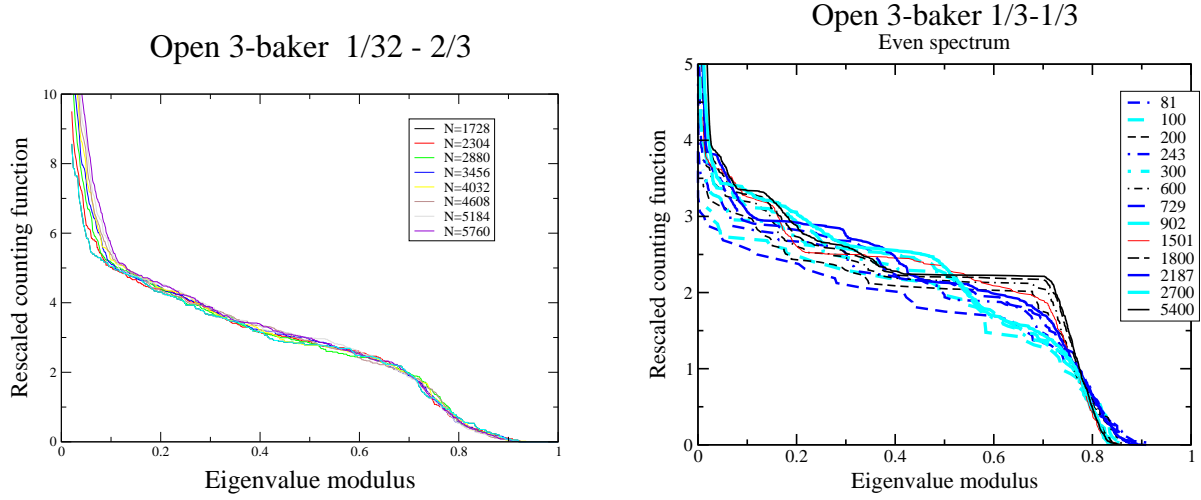 Open 3-baker 1/32 - 2/3
Rescaled counting function
10
8
6
4
2
0
0
0.2
0.4
0.6
0.8
1
Eigenvalue modulus
N=1728
N=2304
N=2880
N=3456
N=4032
N=4608
N=5184
N=5760
Open 3-baker 1/3-1/3
Even spectrum
Rescaled counting function
5
4
3
2
1
0
0
0.2
0.4
0.6
0.8
1
Eigenvalue modulus
81
100
200
243
300
600
729
902
1501
1800
2187
2700
5400